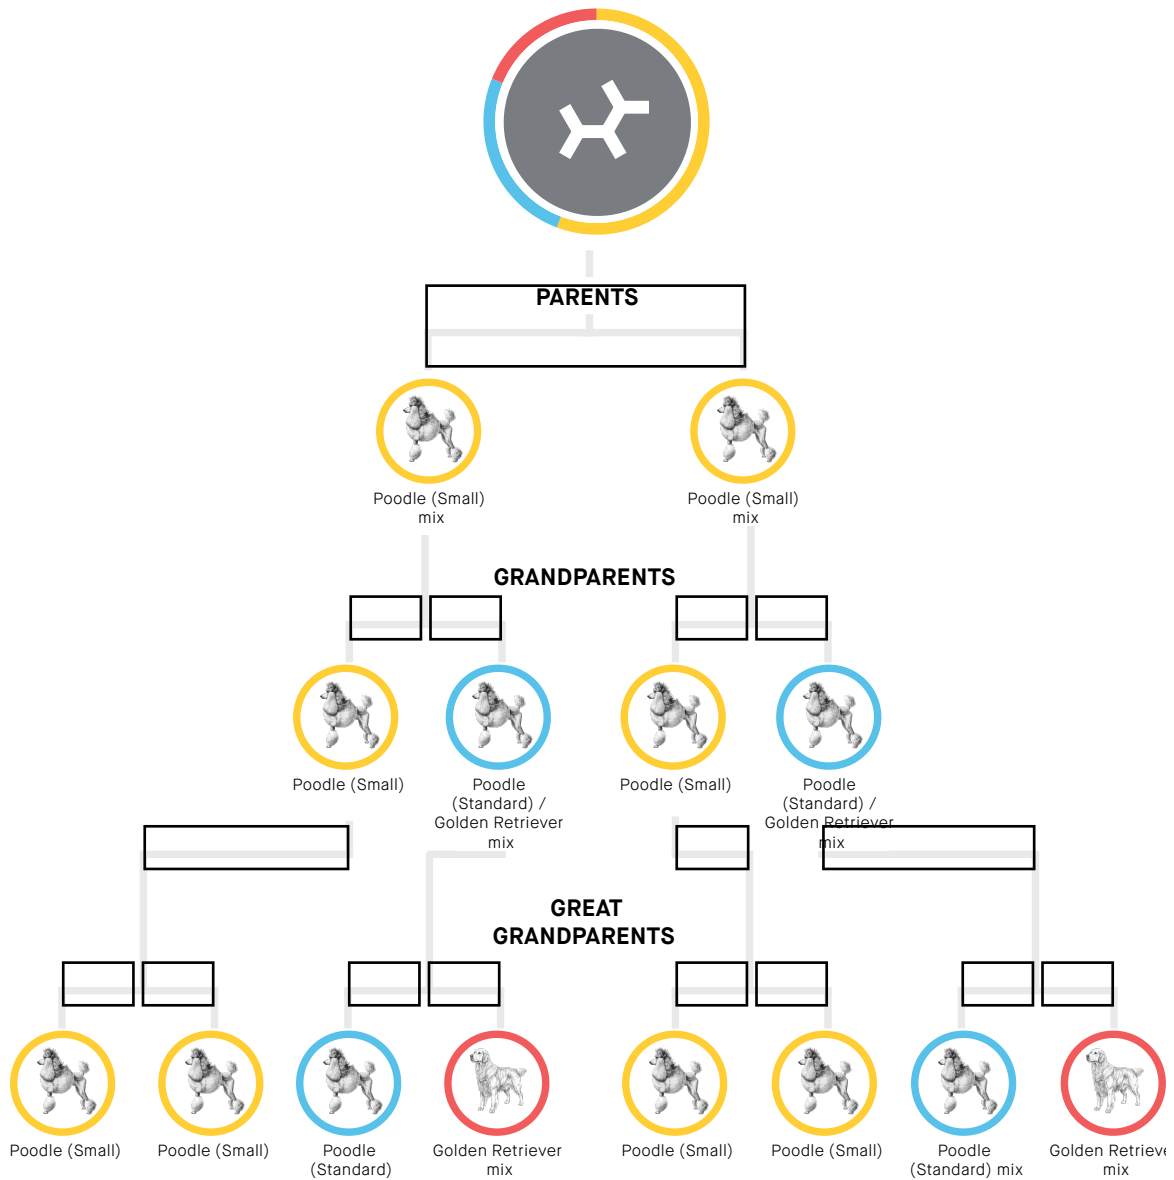 PARENTS
Poodle (Small)
mix
Poodle (Small)
mix
GRANDPARENTS
Poodle (Small)
Poodle
(Standard) /
Golden Retriever
mix
Poodle (Small)
Poodle
(Standard) /
Golden Retriever
mix
GREAT
GRANDPARENTS
Poodle (Small)
Poodle (Small)
Poodle
(Standard)
Golden Retriever
mix
Poodle (Small)
Poodle (Small)
Poodle
(Standard) mix
Golden Retrieve
mix